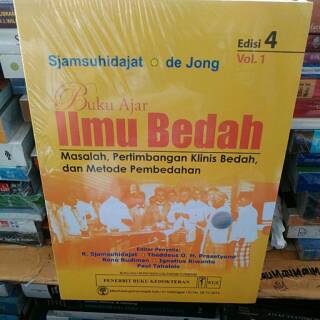 Edisi 4
Vol. 1
Sjamsuhidajat de Jong
Buku Ajar
Ilmu Bedah
Masalah, Pertimbangan Klinis Bedah,
dan Metode Pembedahan
Editor Penyelia:
R. Sjamsuhidajat Theddeus O. H. Prasetyono
Reno Rudiman Ignatius Riwanto
Paul Tahalele
PENERBIT BUKU KEDOKTERAN
EGC